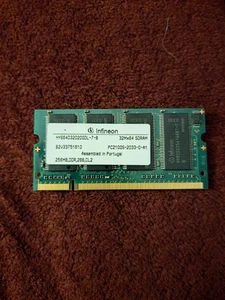 Infineon
HYS64D32020GDL-7-B 32Mx64 SDRAM
PC2100S-2033-0-A1
Assembled in Portugal
256MB,DDR,266,CL2